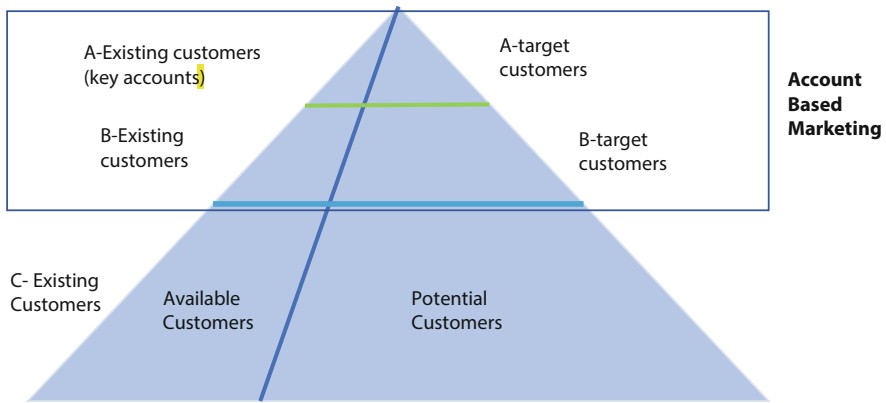 A-Existing customers
(key accounts)
A-target
customers
Account
Based
Marketing
B-Existing
customers
B-target
customers
C- Existing
Customers
Available
Customers
Potential
Customers